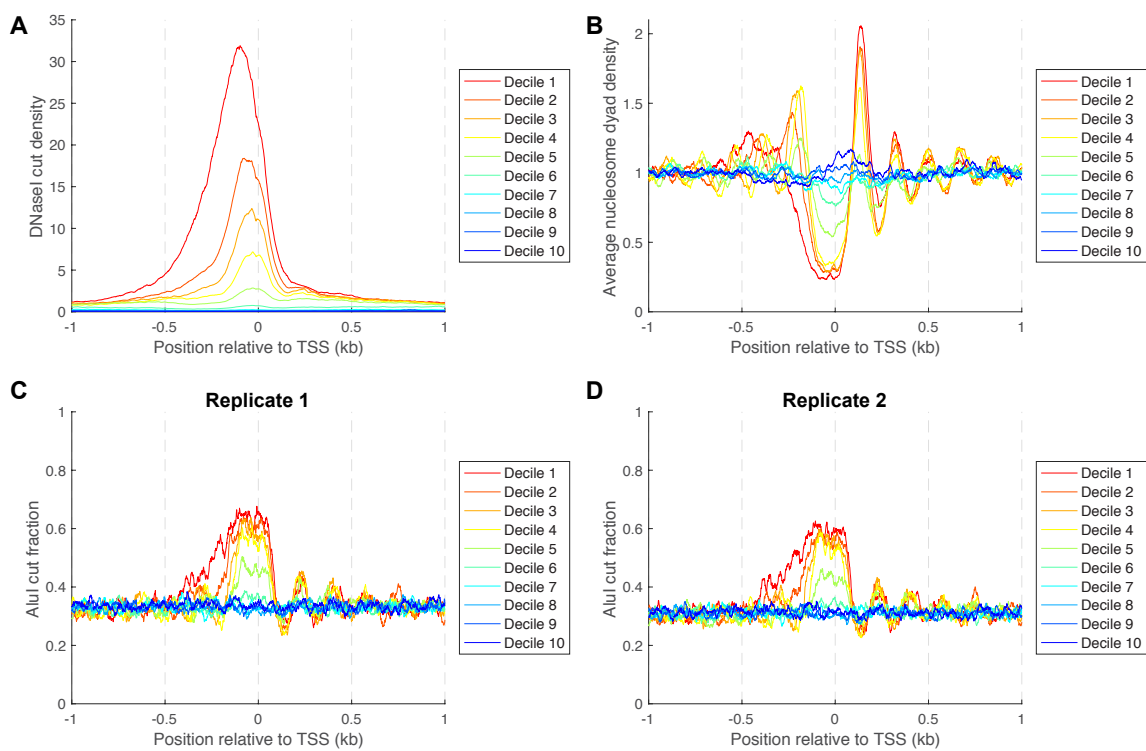 A
DNaseI cut density
35
30
25
20
15
10
5
0
-1 -0.5 0 0.5 1
Position relative to TSS (kb)
Decile 1
Decile 2
Decile 3
Decile 4
Decile 5
Decile 6
Decile 7
Decile 8
Decile 9
Decile 10
B
Average nucleosome dyad density
2
1.5
1
0.5
0
-1 -0.5 0 0.5 1
Position relative to TSS (kb)
Decile 1
Decile 2
Decile 3
Decile 4
Decile 5
Decile 6
Decile 7
Decile 8
Decile 9
Decile 10
C
Replicate 1
AluI cut fraction
1
0.8
0.6
0.4
0.2
0
-1 -0.5 0 0.5 1
Position relative to TSS (kb)
Decile 1
Decile 2
Decile 3
Decile 4
Decile 5
Decile 6
Decile 7
Decile 8
Decile 9
Decile 10
D
Replicate 2
AluI cut fraction
1
0.8
0.6
0.4
0.2
0
-1 -0.5 0 0.5 1
Position relative to TSS (kb)
Decile 1
Decile 2
Decile 3
Decile 4
Decile 5
Decile 6
Decile 7
Decile 8
Decile 9
Decile 10